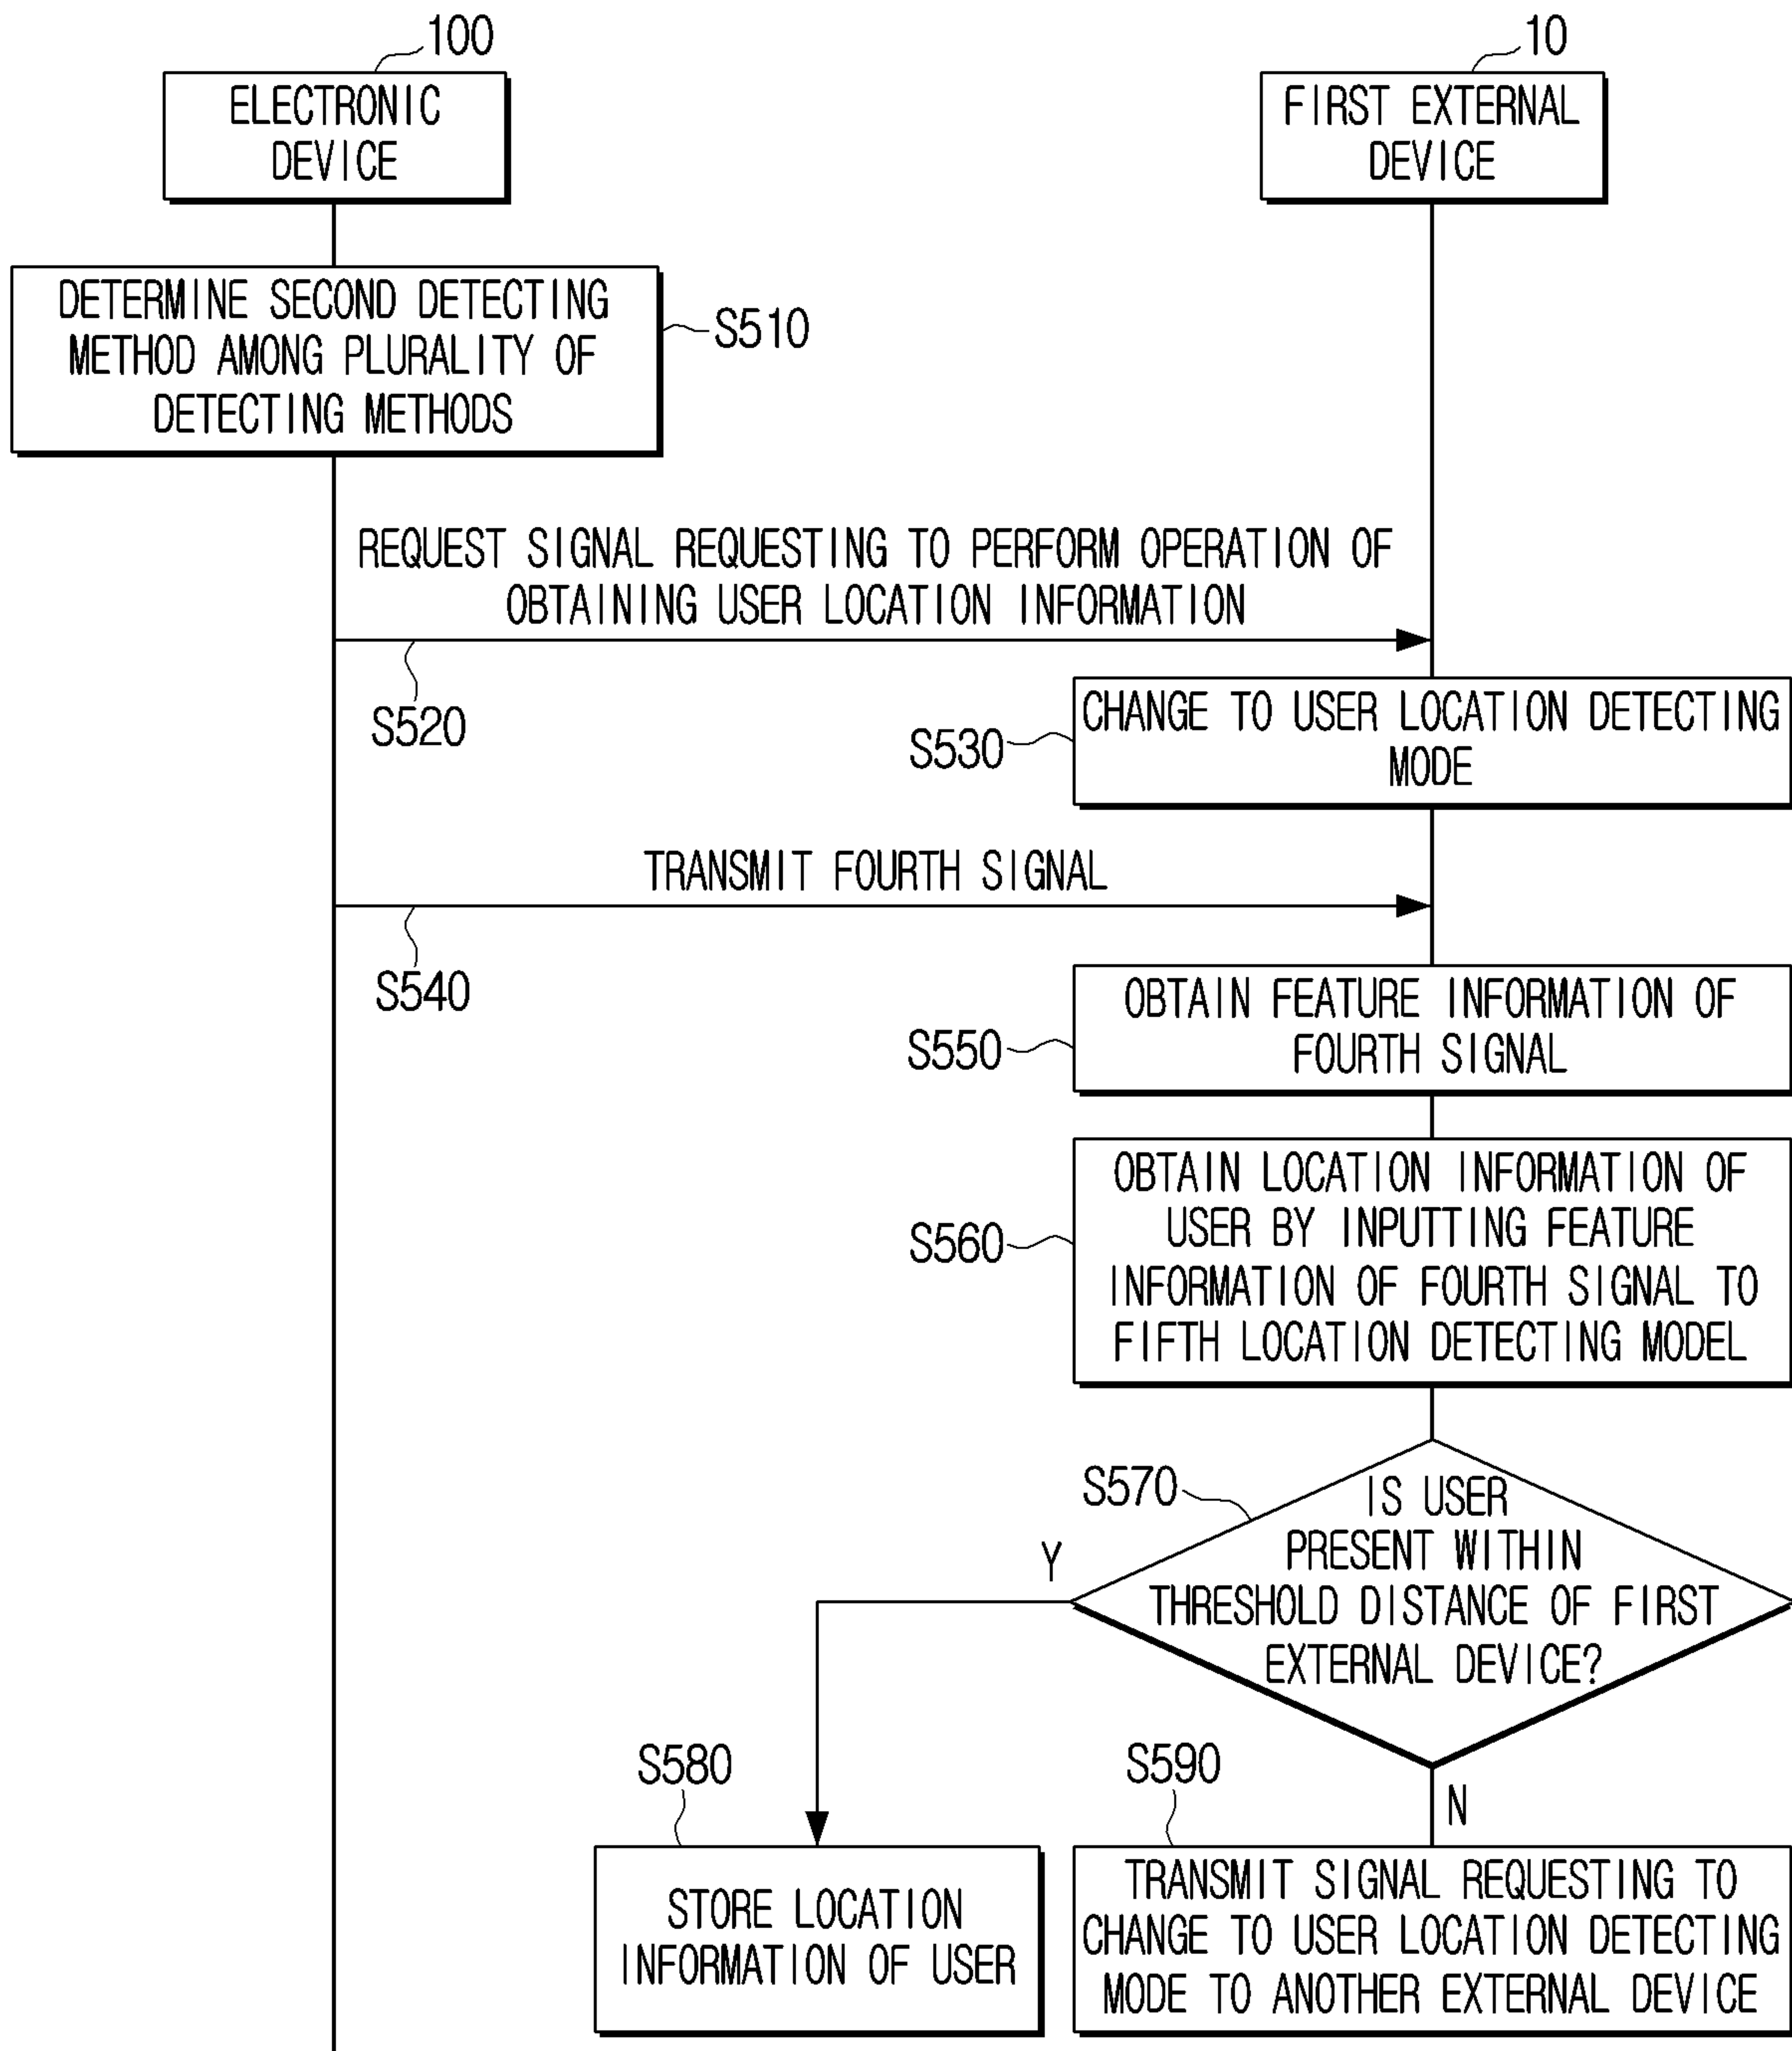 100
10
ELECTRONIC
DEVICE
FIRST EXTERNAL
DEVICE
DETERMINE SECOND DETECTING
METHOD AMONG PLURALITY OF
DETECTING METHODS
S510
REQUEST SIGNAL REQUESTING TO PERFORM OPERATION OF
OBTAINING USER LOCATION INFORMATION
S520
S530
CHANGE TO USER LOCATION DETECTING
MODE
TRANSMIT FOURTH SIGNAL
S540
S550
OBTAIN FEATURE INFORMATION OF
FOURTH SIGNAL
S560
OBTAIN LOCATION INFORMATION OF
USER BY INPUTTING FEATURE
INFORMATION OF FOURTH SIGNAL TO
FIFTH LOCATION DETECTING MODEL
S570
IS USER
PRESENT WITHIN
THRESHOLD DISTANCE OF FIRST
EXTERNAL DEVICE?
Y
N
S580
STORE LOCATION
INFORMATION OF USER
S590
TRANSMIT SIGNAL REQUESTING TO
CHANGE TO USER LOCATION DETECTING
MODE TO ANOTHER EXTERNAL DEVICE